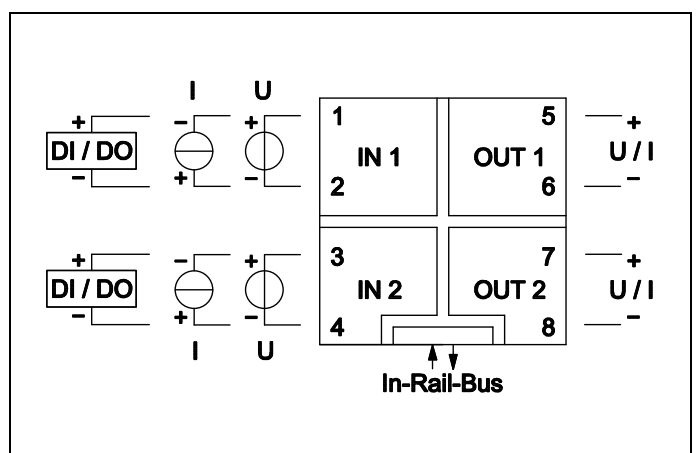 I U
+ - + 1 5 +
DI / DO IN 1 OUT 1 U / I
- + - 2 6 -
+ - + 3 7 +
DI / DO IN 2 OUT 2 U / I
- + - 4 8 -
I U
In-Rail-Bus